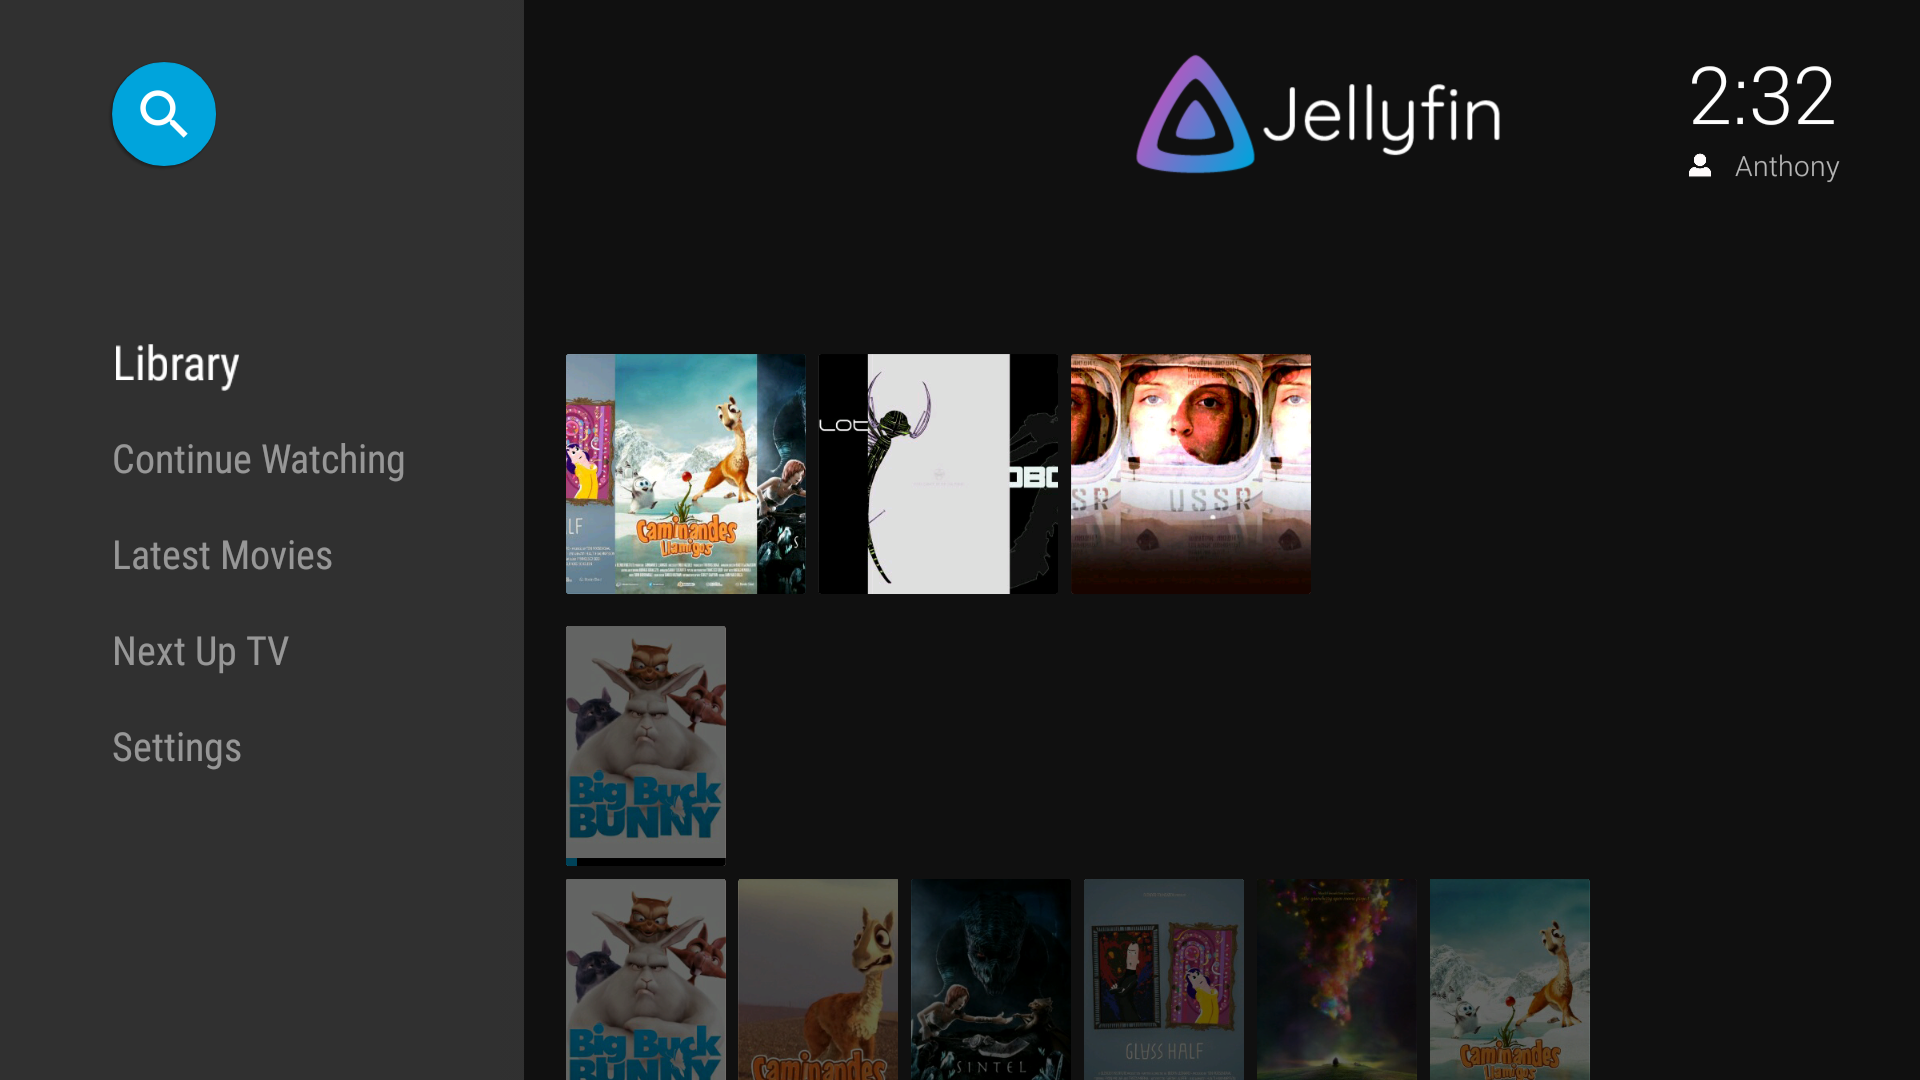 Jellyfin
2:32
Anthony
Library
Continue Watching
Latest Movies
Next Up TV
Settings
LF
Caminandes
Llamigos
S
LOT
OBO
SR
USSR
Big Buck
BUNNY
Big Buck
BUNNY
Caminandes
SINTEL
GLASS HALF
Caminandes
Llamigos